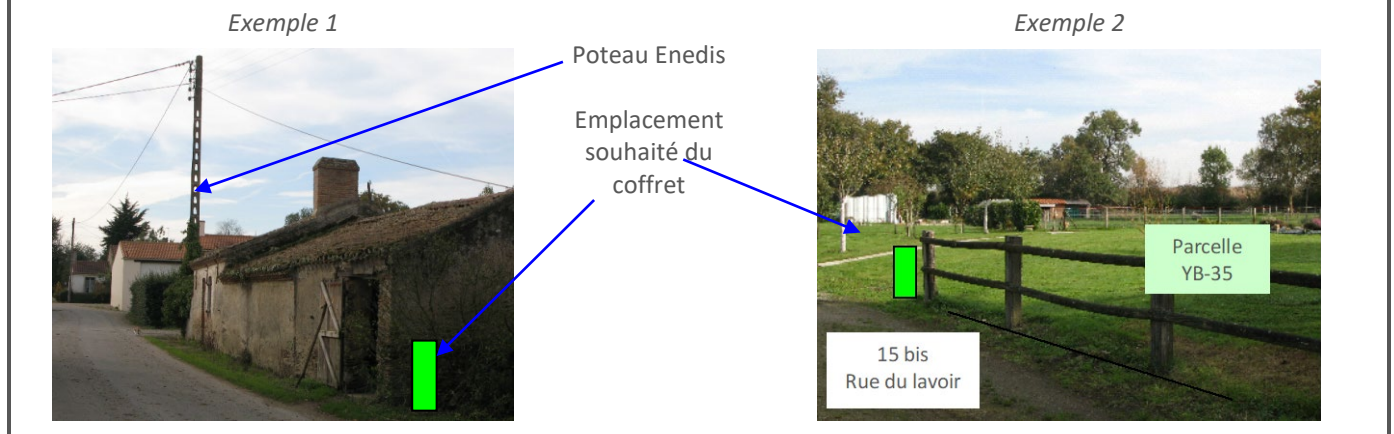 Exemple 1
Exemple 2
Poteau Enedis
Emplacement
souhaité du
coffret
Parcelle
YB-35
15 bis
Rue du lavoir